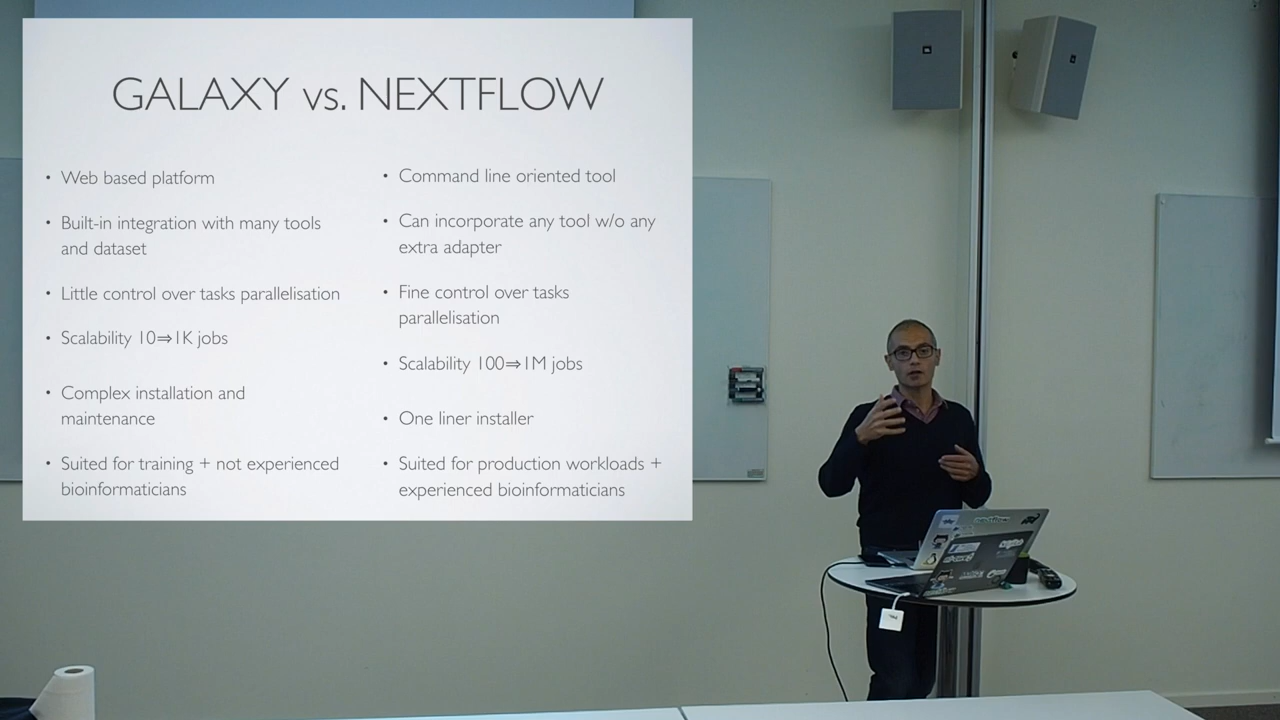 GALAXY vs. NEXTFLOW
• Web based platform
• Built-in integration with many tools
and dataset
• Little control over tasks parallelisation
• Scalability 10⇒1K jobs
• Complex installation and
maintenance
• Suited for training + not experienced
bioinformaticians
• Command line oriented tool
• Can incorporate any tool w/o any
extra adapter
• Fine control over tasks
parallelisation
• Scalability 100⇒1M jobs
• One liner installer
• Suited for production workloads +
experienced bioinformaticians
nextflow